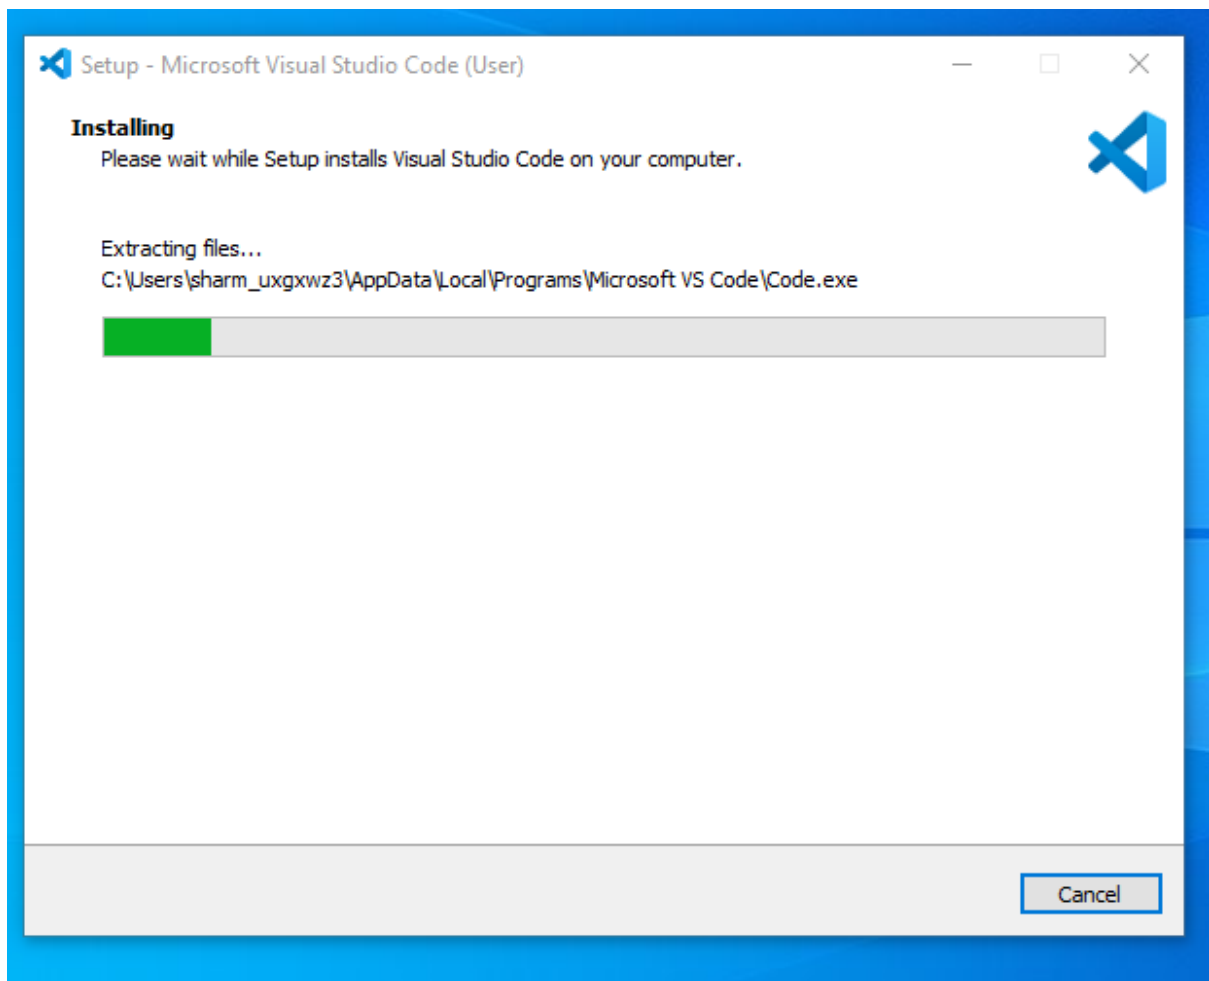 Setup - Microsoft Visual Studio Code (User)
Installing
Please wait while Setup installs Visual Studio Code on your computer.
Extracting files...
C:\Users\sharm_uxgxwz3\AppData\Local\Programs\Microsoft VS Code\Code.exe
Cancel